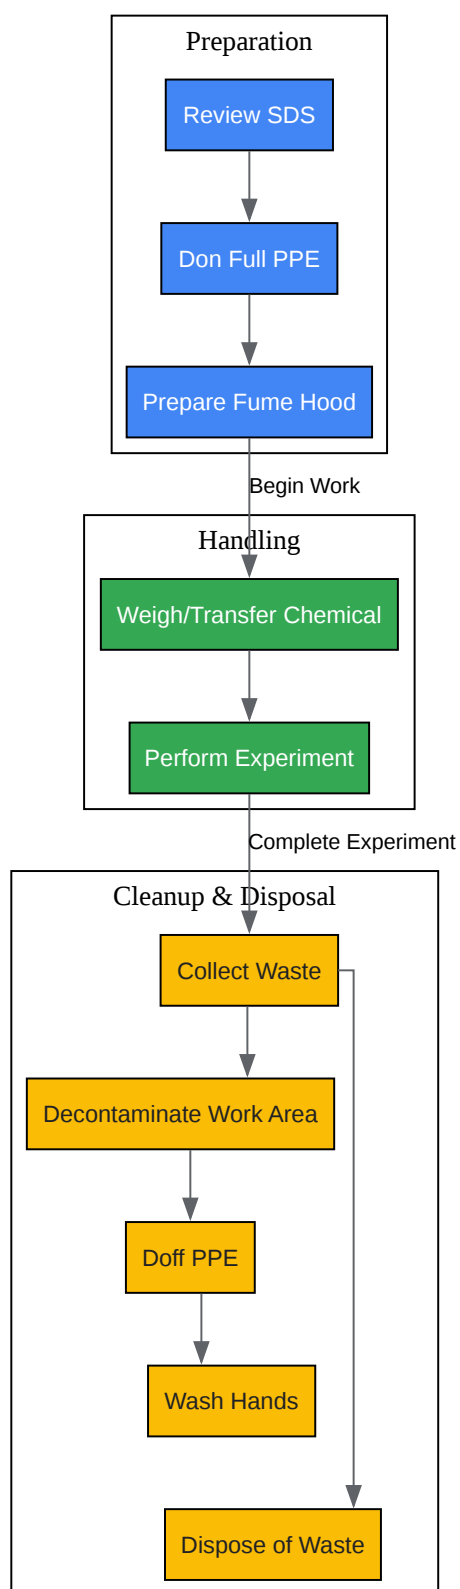 Preparation
Review SDS
Don Full PPE
Prepare Fume Hood
Begin Work
Handling
Weigh/Transfer Chemical
Perform Experiment
Complete Experiment
Cleanup & Disposal
Collect Waste
Decontaminate Work Area
Doff PPE
Wash Hands
Dispose of Waste